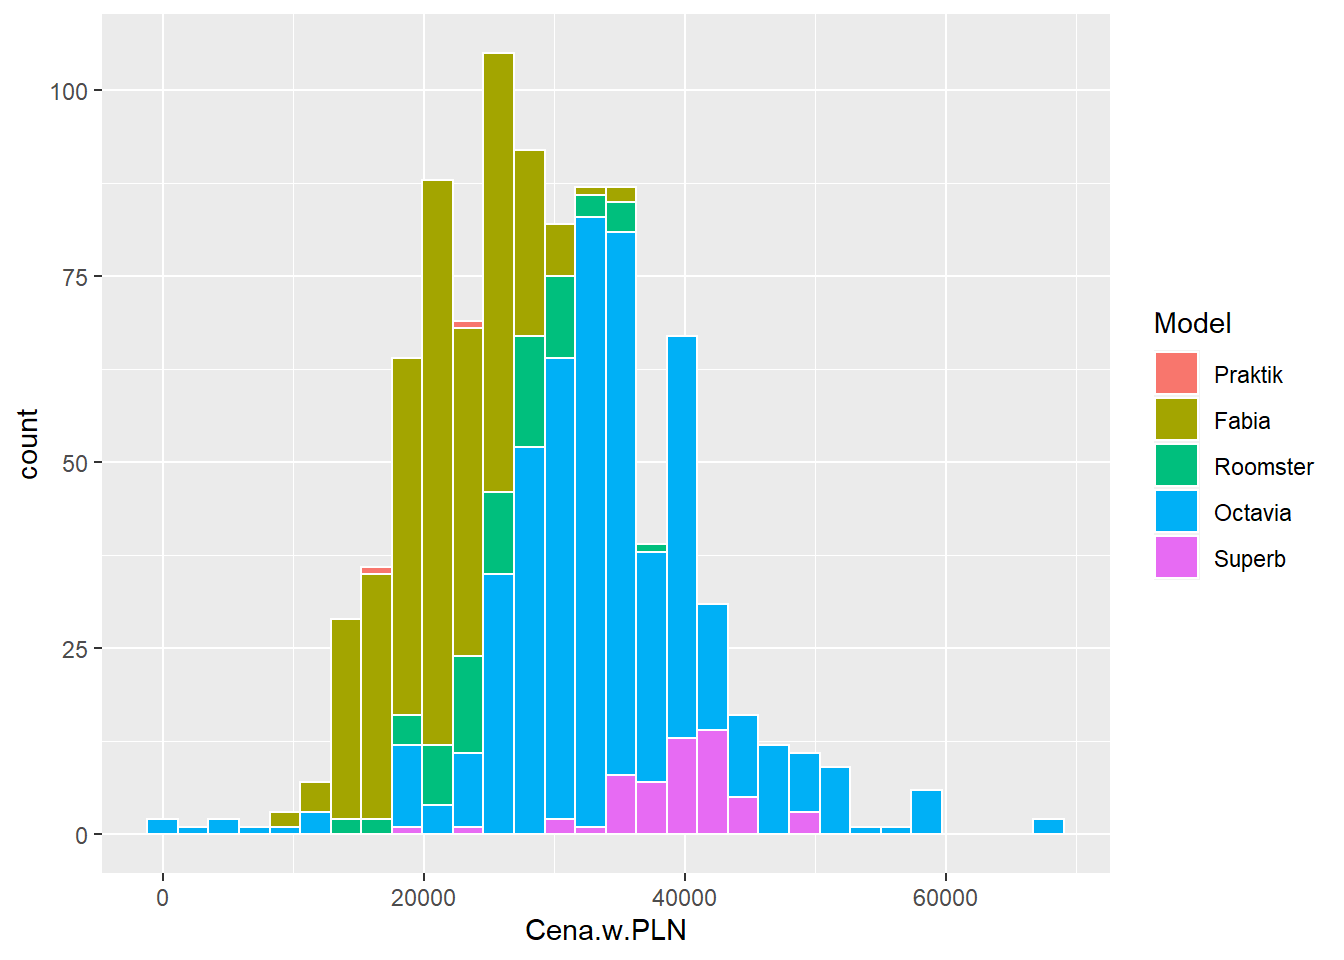 100
75
50
25
0
count
0 20000 40000 60000
Cena.w.PLN
Model
Praktik
Fabia
Roomster
Octavia
Superb